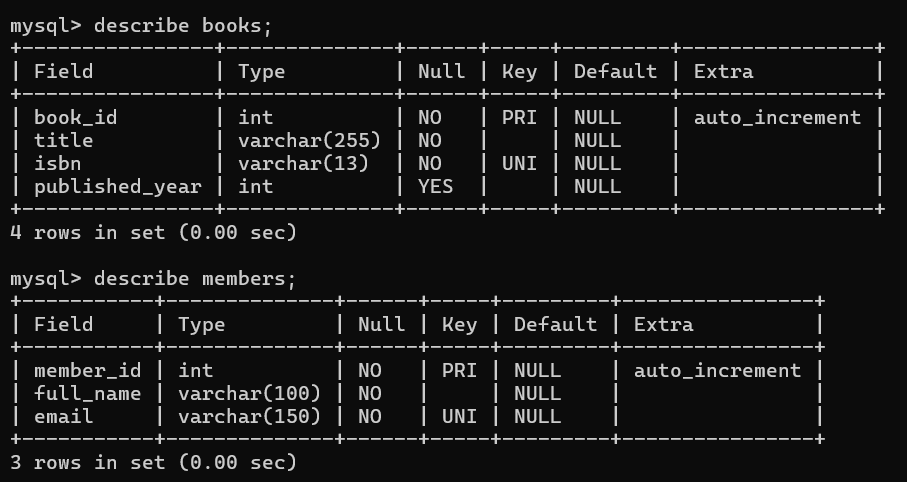 mysql> describe books;
+----------------+--------------+------+-----+---------+----------------+
| Field          | Type         | Null | Key | Default | Extra          |
+----------------+--------------+------+-----+---------+----------------+
| book_id        | int          | NO   | PRI | NULL    | auto_increment |
| title          | varchar(255) | NO   |     | NULL    |                |
| isbn           | varchar(13)  | NO   | UNI | NULL    |                |
| published_year | int          | YES  |     | NULL    |                |
+----------------+--------------+------+-----+---------+----------------+
4 rows in set (0.00 sec)

mysql> describe members;
+-----------+--------------+------+-----+---------+----------------+
| Field     | Type         | Null | Key | Default | Extra          |
+-----------+--------------+------+-----+---------+----------------+
| member_id | int          | NO   | PRI | NULL    | auto_increment |
| full_name | varchar(100) | NO   |     | NULL    |                |
| email     | varchar(150) | NO   | UNI | NULL    |                |
+-----------+--------------+------+-----+---------+----------------+
3 rows in set (0.00 sec)